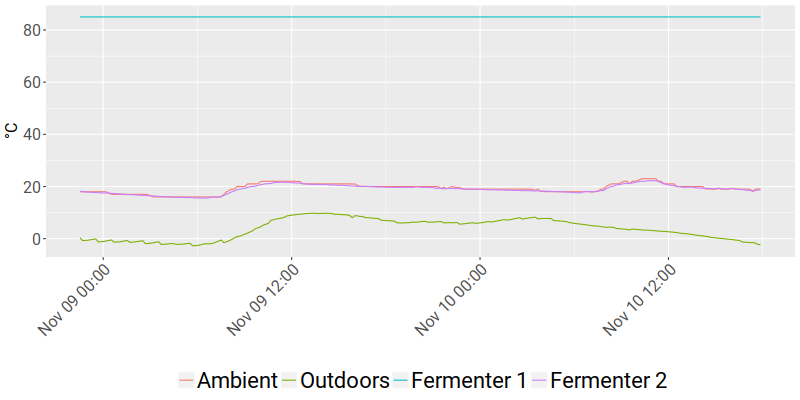 80
60
°C
40
20
0
Nov 09 00:00
Nov 09 12:00
Nov 10 00:00
Nov 10 12:00
Ambient Outdoors Fermenter 1 Fermenter 2